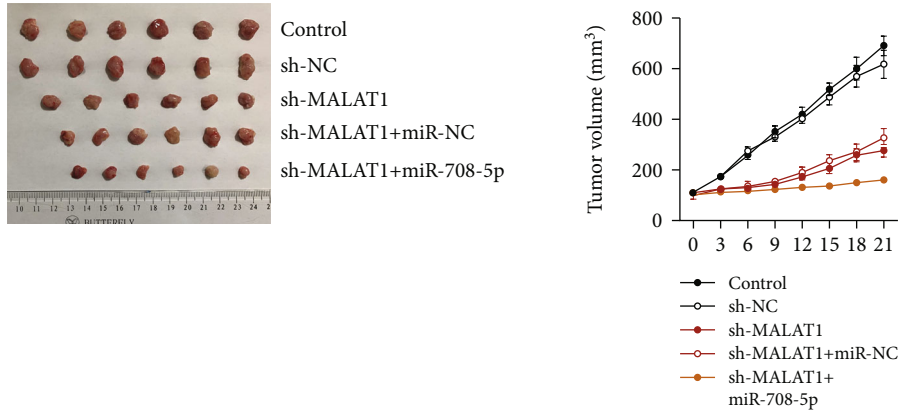 Control
sh-NC
sh-MALAT1
sh-MALAT1+miR-NC
sh-MALAT1+miR-708-5p
10 11 12 13 14 15 16 17 18 19 20 21 22 23 24 2
BUTTERFLY
Tumor volume (mm³)
800
600
400
200
0
0 3 6 9 12 15 18 21
Control
sh-NC
sh-MALAT1
sh-MALAT1+miR-NC
sh-MALAT1+
miR-708-5p